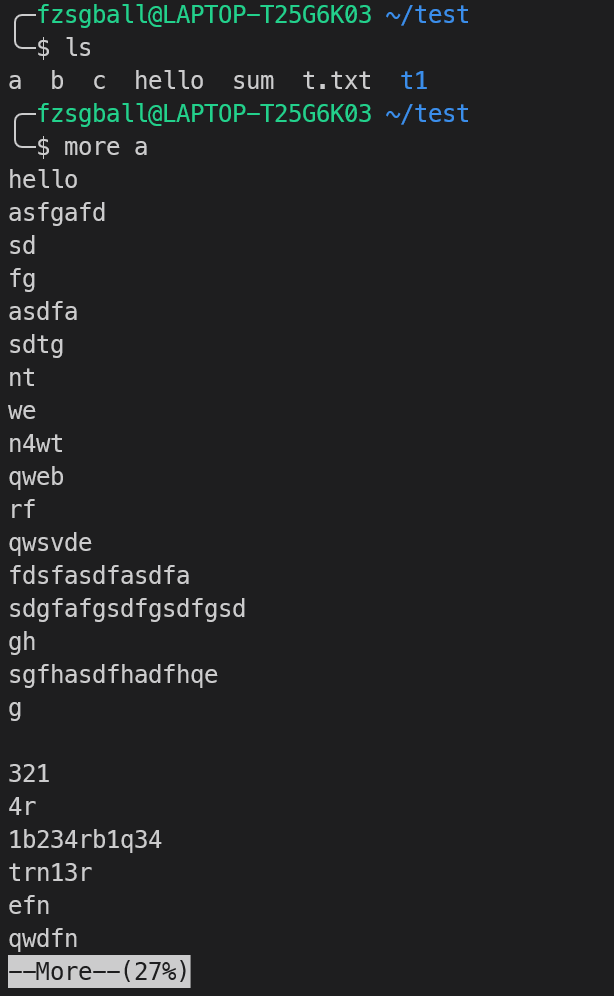 fzsgball@LAPTOP-T25G6K03 ~/test
$ ls
a  b  c  hello  sum  t.txt  t1
fzsgball@LAPTOP-T25G6K03 ~/test
$ more a
hello
asfgafd
sd
fg
asdfa
sdtg
nt
we
n4wt
qweb
rf
qwsvde
fdsfasdfasdfa
sdgfafgsdfgsdfgsd
gh
sgfhasdfhadfhqe
g

321
4r
1b234rb1q34
trn13r
efn
qwdfn
--More--(27%)